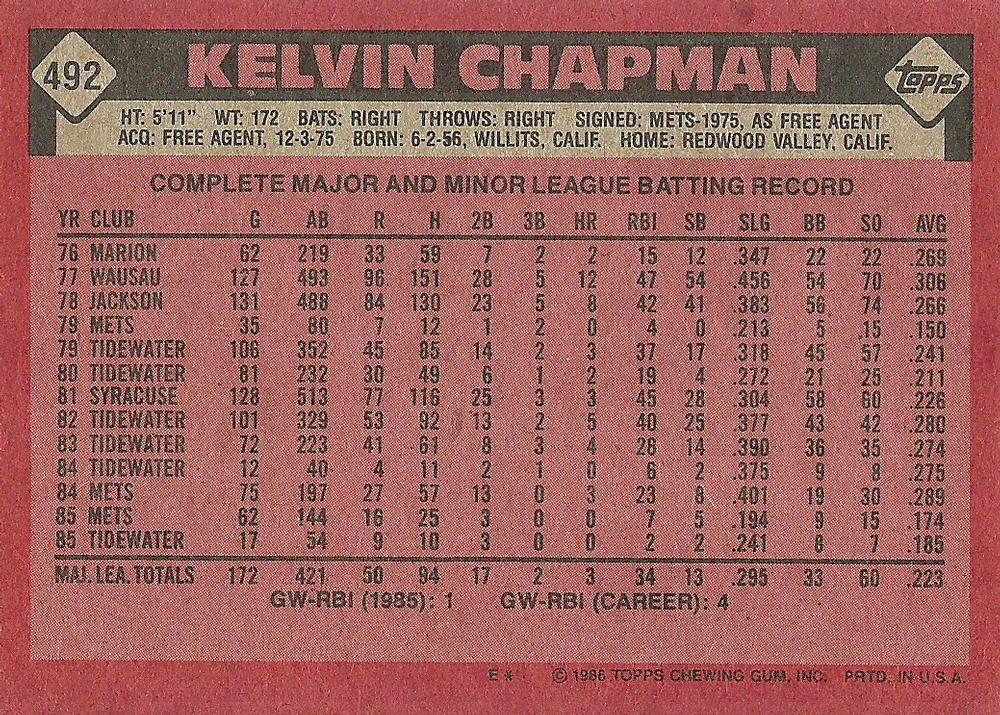 492 KELVIN CHAPMAN topps
HT: 5'11" WT: 172 BATS: RIGHT THROWS: RIGHT SIGNED: METS-1975, AS FREE AGENT
ACQ: FREE AGENT, 12-3-75 BORN: 6-2-56, WILLITS, CALIF. HOME: REDWOOD VALLEY, CALIF.
COMPLETE MAJOR AND MINOR LEAGUE BATTING RECORD
YR CLUB G AB R H 2B 3B HR RBI SB SLG BB SO AVG
76 MARION 62 219 33 59 7 2 2 15 12 .347 22 22 .269
77 WAUSAU 127 493 96 151 28 5 12 47 54 .456 54 70 .306
78 JACKSON 131 488 84 130 23 5 8 42 41 .383 56 74 .266
79 METS 35 80 7 12 1 2 0 4 0 .213 5 15 .150
79 TIDEWATER 106 352 45 85 14 2 3 37 17 .318 45 57 .241
80 TIDEWATER 81 232 30 49 6 1 2 19 4 .272 21 25 .211
81 SYRACUSE 128 513 77 116 25 3 3 45 28 .304 58 60 .226
82 TIDEWATER 101 329 53 92 13 2 5 40 25 .377 43 42 .280
83 TIDEWATER 72 223 41 61 8 3 4 28 14 .390 36 35 .274
84 TIDEWATER 12 40 4 11 2 1 0 6 2 .375 9 8 .275
84 METS 75 197 27 57 13 0 3 23 8 .401 19 30 .289
85 METS 62 144 16 25 3 0 0 7 5 .194 9 15 .174
85 TIDEWATER 17 54 9 10 3 0 0 2 2 .241 8 7 .185
MAJ. LEA. TOTALS 172 421 50 94 17 2 3 34 13 .295 33 60 .223
GW-RBI (1985): 1 GW-RBI (CAREER): 4
E* © 1986 TOPPS CHEWING GUM, INC. PRTD. IN U.S.A.